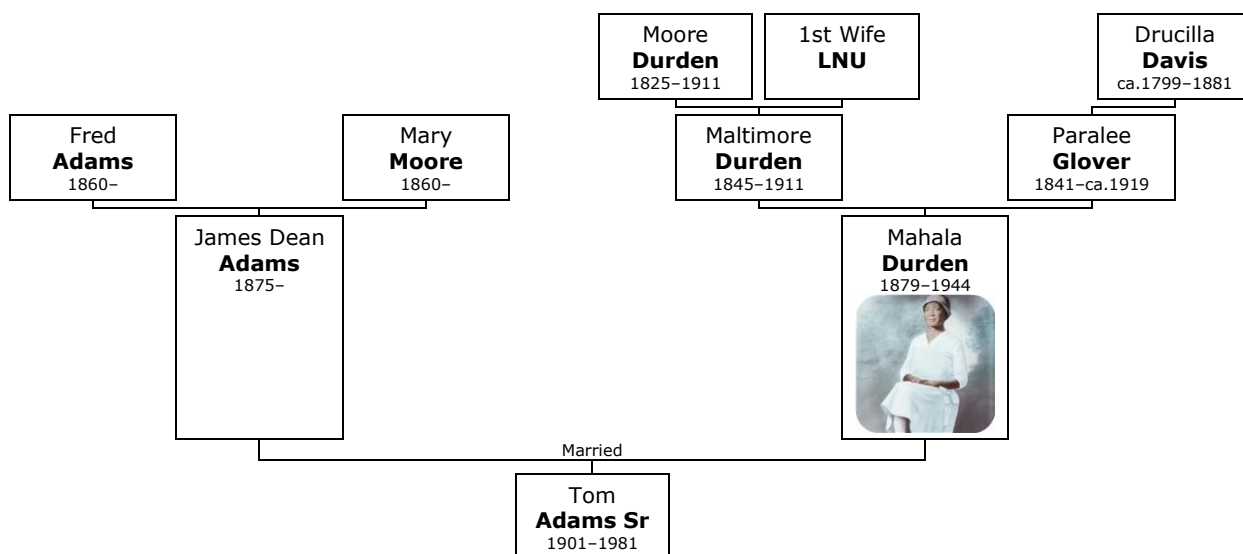 Moore
Durden
1825–1911
1st Wife
LNU
Drucilla
Davis
ca.1799–1881
Fred
Adams
1860–
Mary
Moore
1860–
Maltimore
Durden
1845–1911
Paralee
Glover
1841–ca.1919
James Dean
Adams
1875–
Mahala
Durden
1879–1944
Married
Tom
Adams Sr
1901–1981